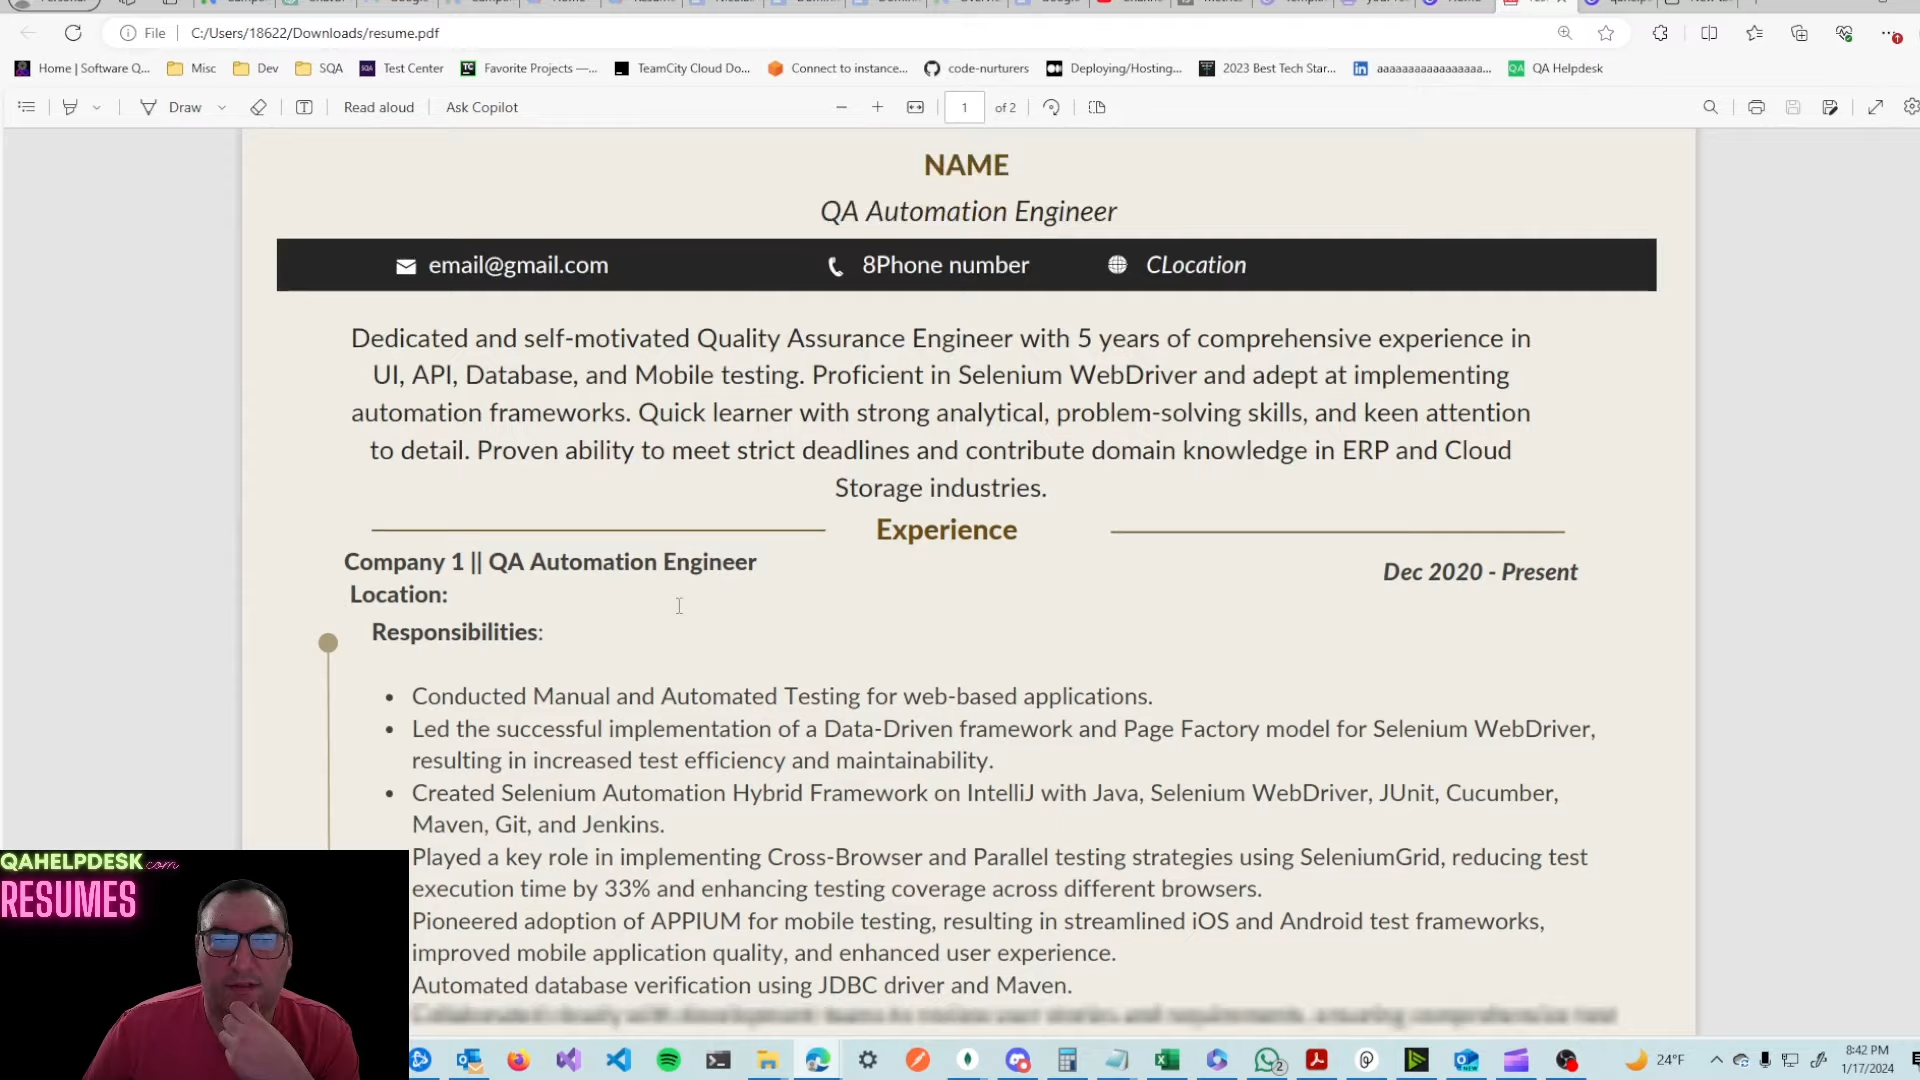 File C:/Users/18622/Downloads/resume.pdf
Home | Software Q... Misc Dev SQA Test Center Favorite Projects —... TeamCity Cloud Do... Connect to instance... code-nurturers Deploying/Hosting... 2023 Best Tech Star... aaaaaaaaaaaaaaaaa... QA Helpdesk
Draw Read aloud Ask Copilot 1 of 2
NAME
QA Automation Engineer
email@gmail.com 8Phone number CLocation
Dedicated and self-motivated Quality Assurance Engineer with 5 years of comprehensive experience in
UI, API, Database, and Mobile testing. Proficient in Selenium WebDriver and adept at implementing
automation frameworks. Quick learner with strong analytical, problem-solving skills, and keen attention
to detail. Proven ability to meet strict deadlines and contribute domain knowledge in ERP and Cloud
Storage industries.
Experience
Company 1 || QA Automation Engineer
Dec 2020 - Present
Location:
Responsibilities:
• Conducted Manual and Automated Testing for web-based applications.
• Led the successful implementation of a Data-Driven framework and Page Factory model for Selenium WebDriver,
resulting in increased test efficiency and maintainability.
• Created Selenium Automation Hybrid Framework on IntelliJ with Java, Selenium WebDriver, JUnit, Cucumber,
Maven, Git, and Jenkins.
Played a key role in implementing Cross-Browser and Parallel testing strategies using SeleniumGrid, reducing test
execution time by 33% and enhancing testing coverage across different browsers.
Pioneered adoption of APPIUM for mobile testing, resulting in streamlined iOS and Android test frameworks,
improved mobile application quality, and enhanced user experience.
Automated database verification using JDBC driver and Maven.
QAHELPDESK.com
RESUMES
24°F
8:42 PM
1/17/2024